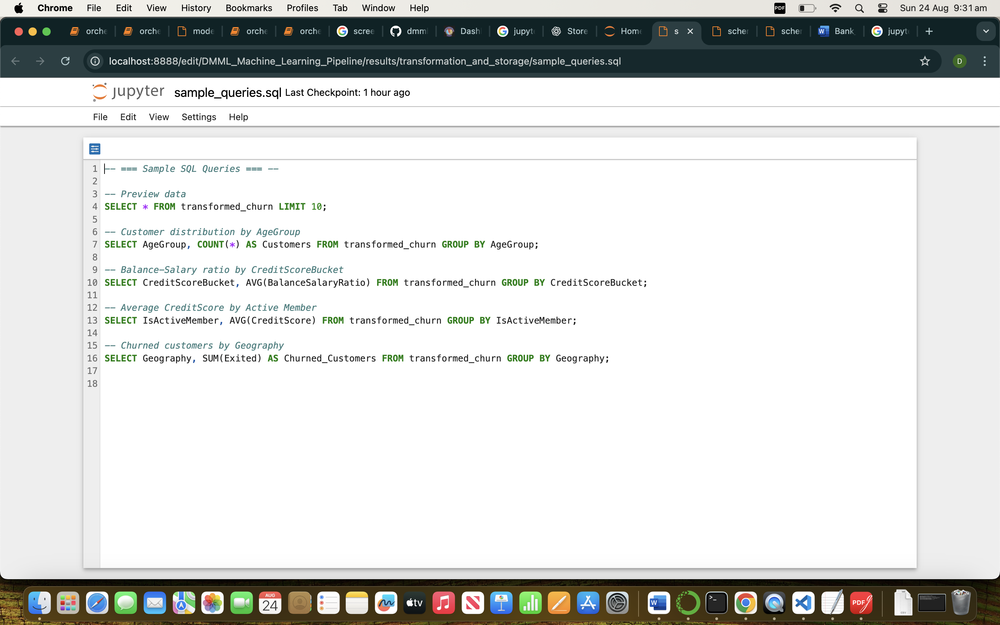 Chrome File Edit View History Bookmarks Profiles Tab Window Help PDF Sun 24 Aug 9:31 am
orche orche mode orche orche scree dmml Dash jupyt Store Home s scher scher Bank_ jupyt
localhost:8888/edit/DMML_Machine_Learning_Pipeline/results/transformation_and_storage/sample_queries.sql D
jupyter sample_queries.sql Last Checkpoint: 1 hour ago
File Edit View Settings Help
1 -- === Sample SQL Queries === --
2
3 -- Preview data
4 SELECT * FROM transformed_churn LIMIT 10;
5
6 -- Customer distribution by AgeGroup
7 SELECT AgeGroup, COUNT(*) AS Customers FROM transformed_churn GROUP BY AgeGroup;
8
9 -- Balance-Salary ratio by CreditScoreBucket
10 SELECT CreditScoreBucket, AVG(BalanceSalaryRatio) FROM transformed_churn GROUP BY CreditScoreBucket;
11
12 -- Average CreditScore by Active Member
13 SELECT IsActiveMember, AVG(CreditScore) FROM transformed_churn GROUP BY IsActiveMember;
14
15 -- Churned customers by Geography
16 SELECT Geography, SUM(Exited) AS Churned_Customers FROM transformed_churn GROUP BY Geography;
17
18
AUG
24
tv
W
PDF
CSV